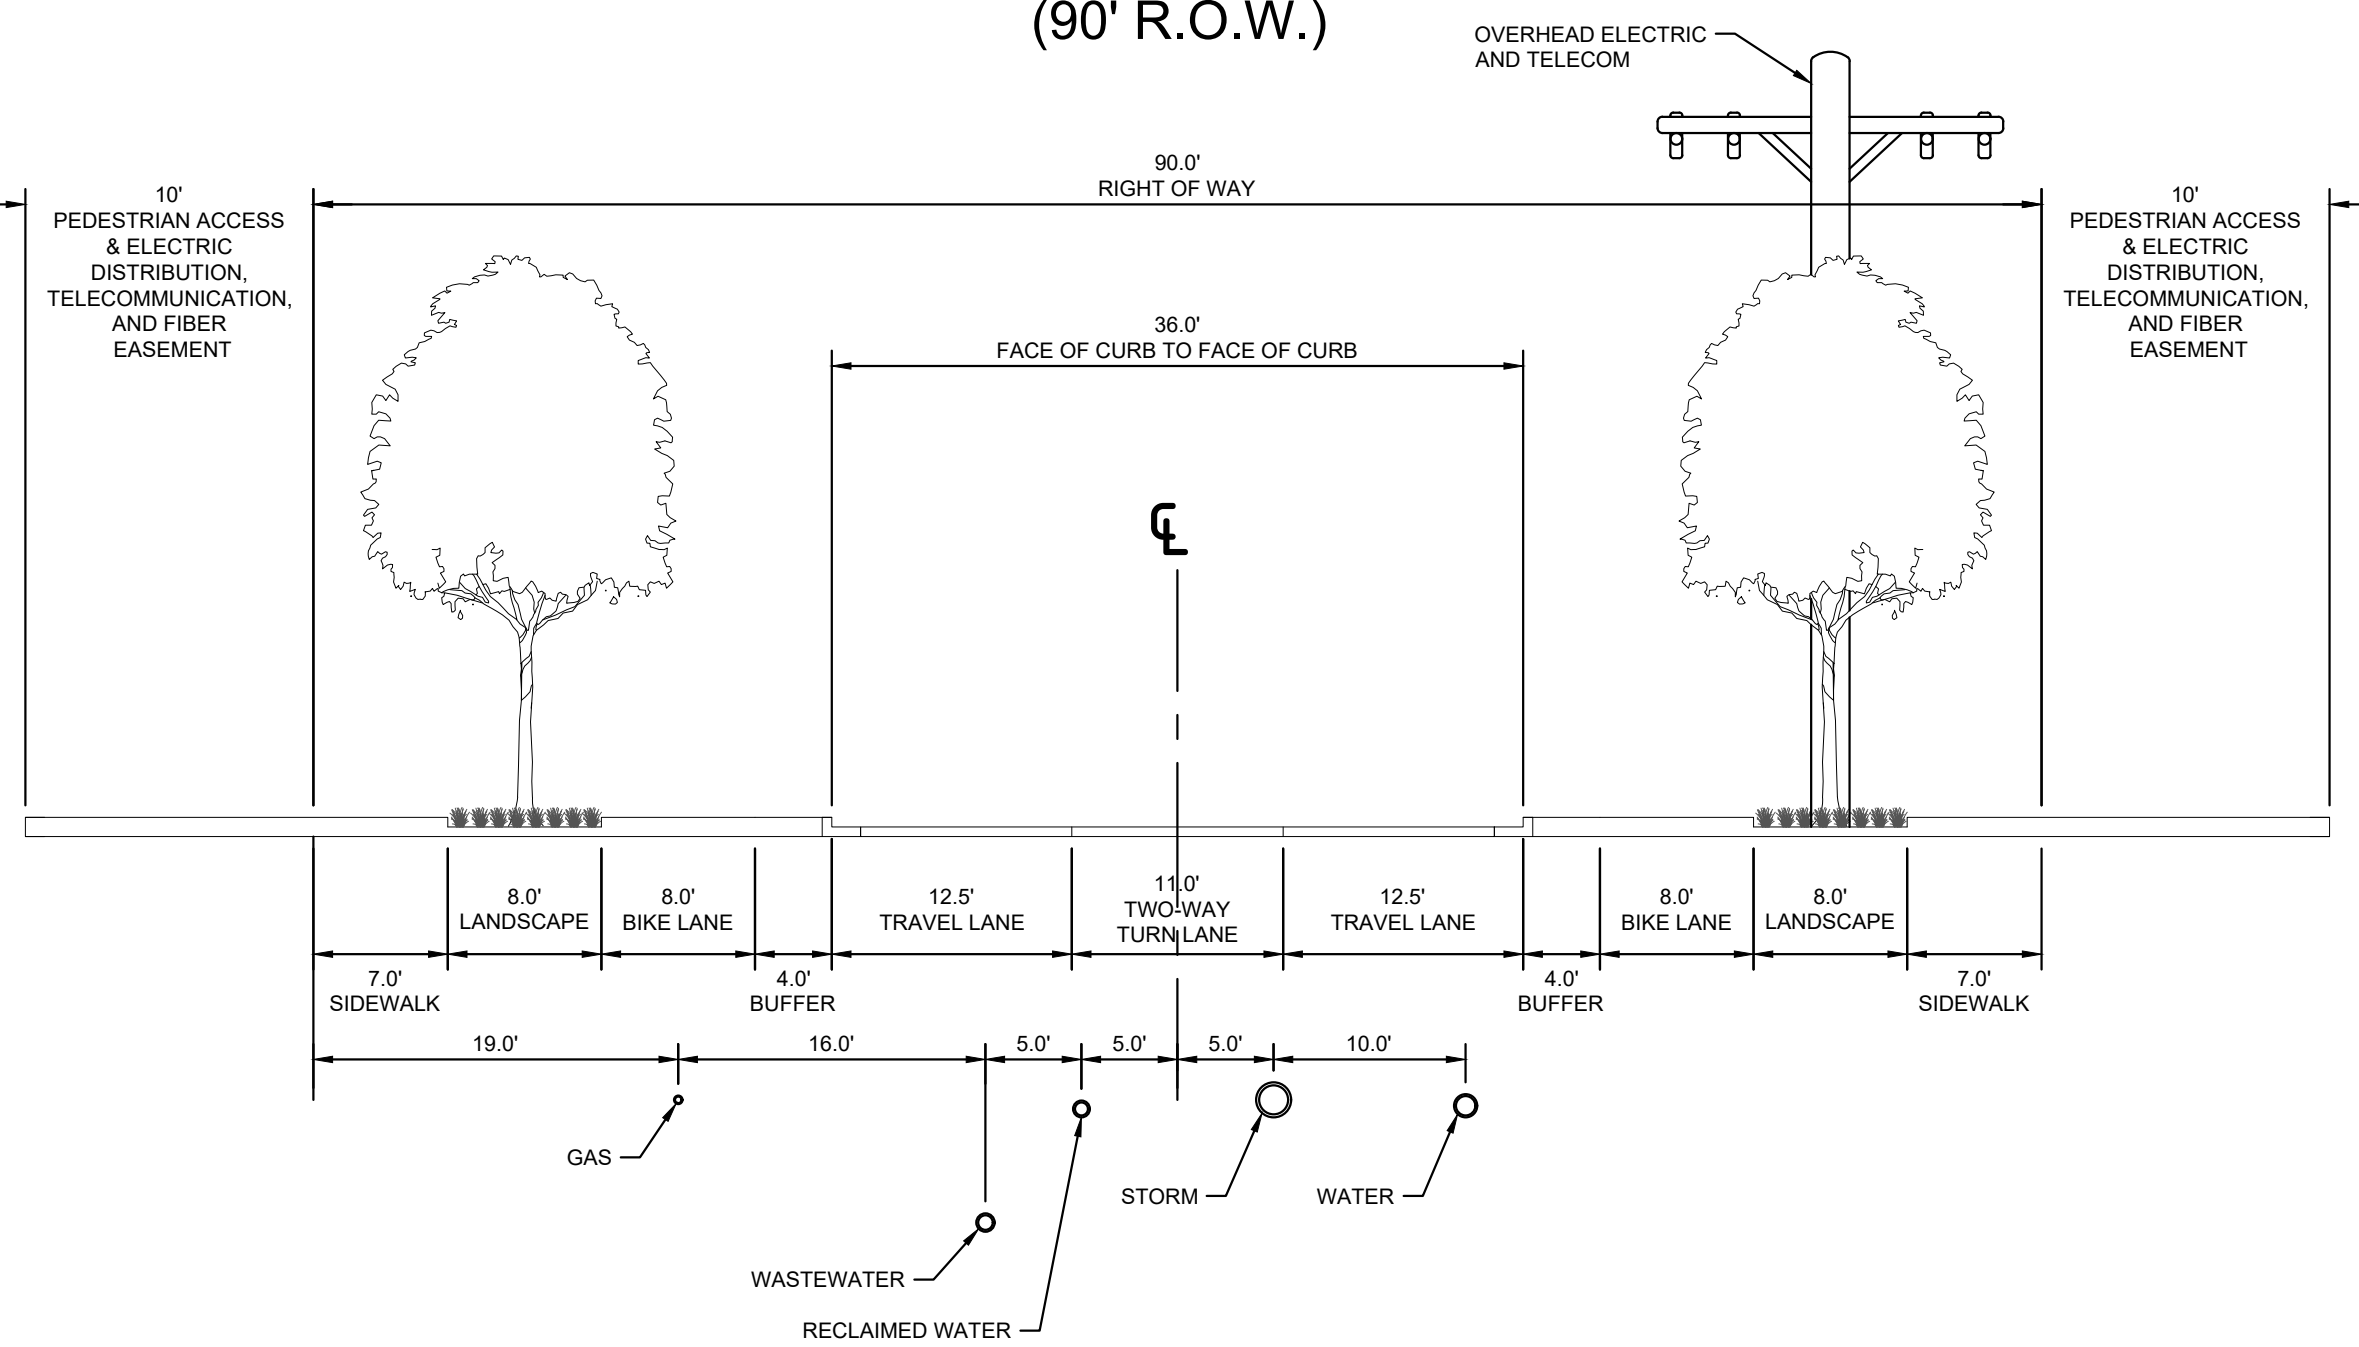 (90' R.O.W.)
OVERHEAD ELECTRIC
AND TELECOM
90.0'
RIGHT OF WAY
10'
PEDESTRIAN ACCESS
& ELECTRIC
DISTRIBUTION,
TELECOMMUNICATION,
AND FIBER
EASEMENT
10'
PEDESTRIAN ACCESS
& ELECTRIC
DISTRIBUTION,
TELECOMMUNICATION,
AND FIBER
EASEMENT
36.0'
FACE OF CURB TO FACE OF CURB
CL
7.0'
SIDEWALK
8.0'
LANDSCAPE
8.0'
BIKE LANE
4.0'
BUFFER
12.5'
TRAVEL LANE
11.0'
TWO-WAY
TURN LANE
12.5'
TRAVEL LANE
4.0'
BUFFER
8.0'
BIKE LANE
8.0'
LANDSCAPE
7.0'
SIDEWALK
19.0'
16.0'
5.0'
5.0'
5.0'
10.0'
GAS
STORM
WATER
WASTEWATER
RECLAIMED WATER